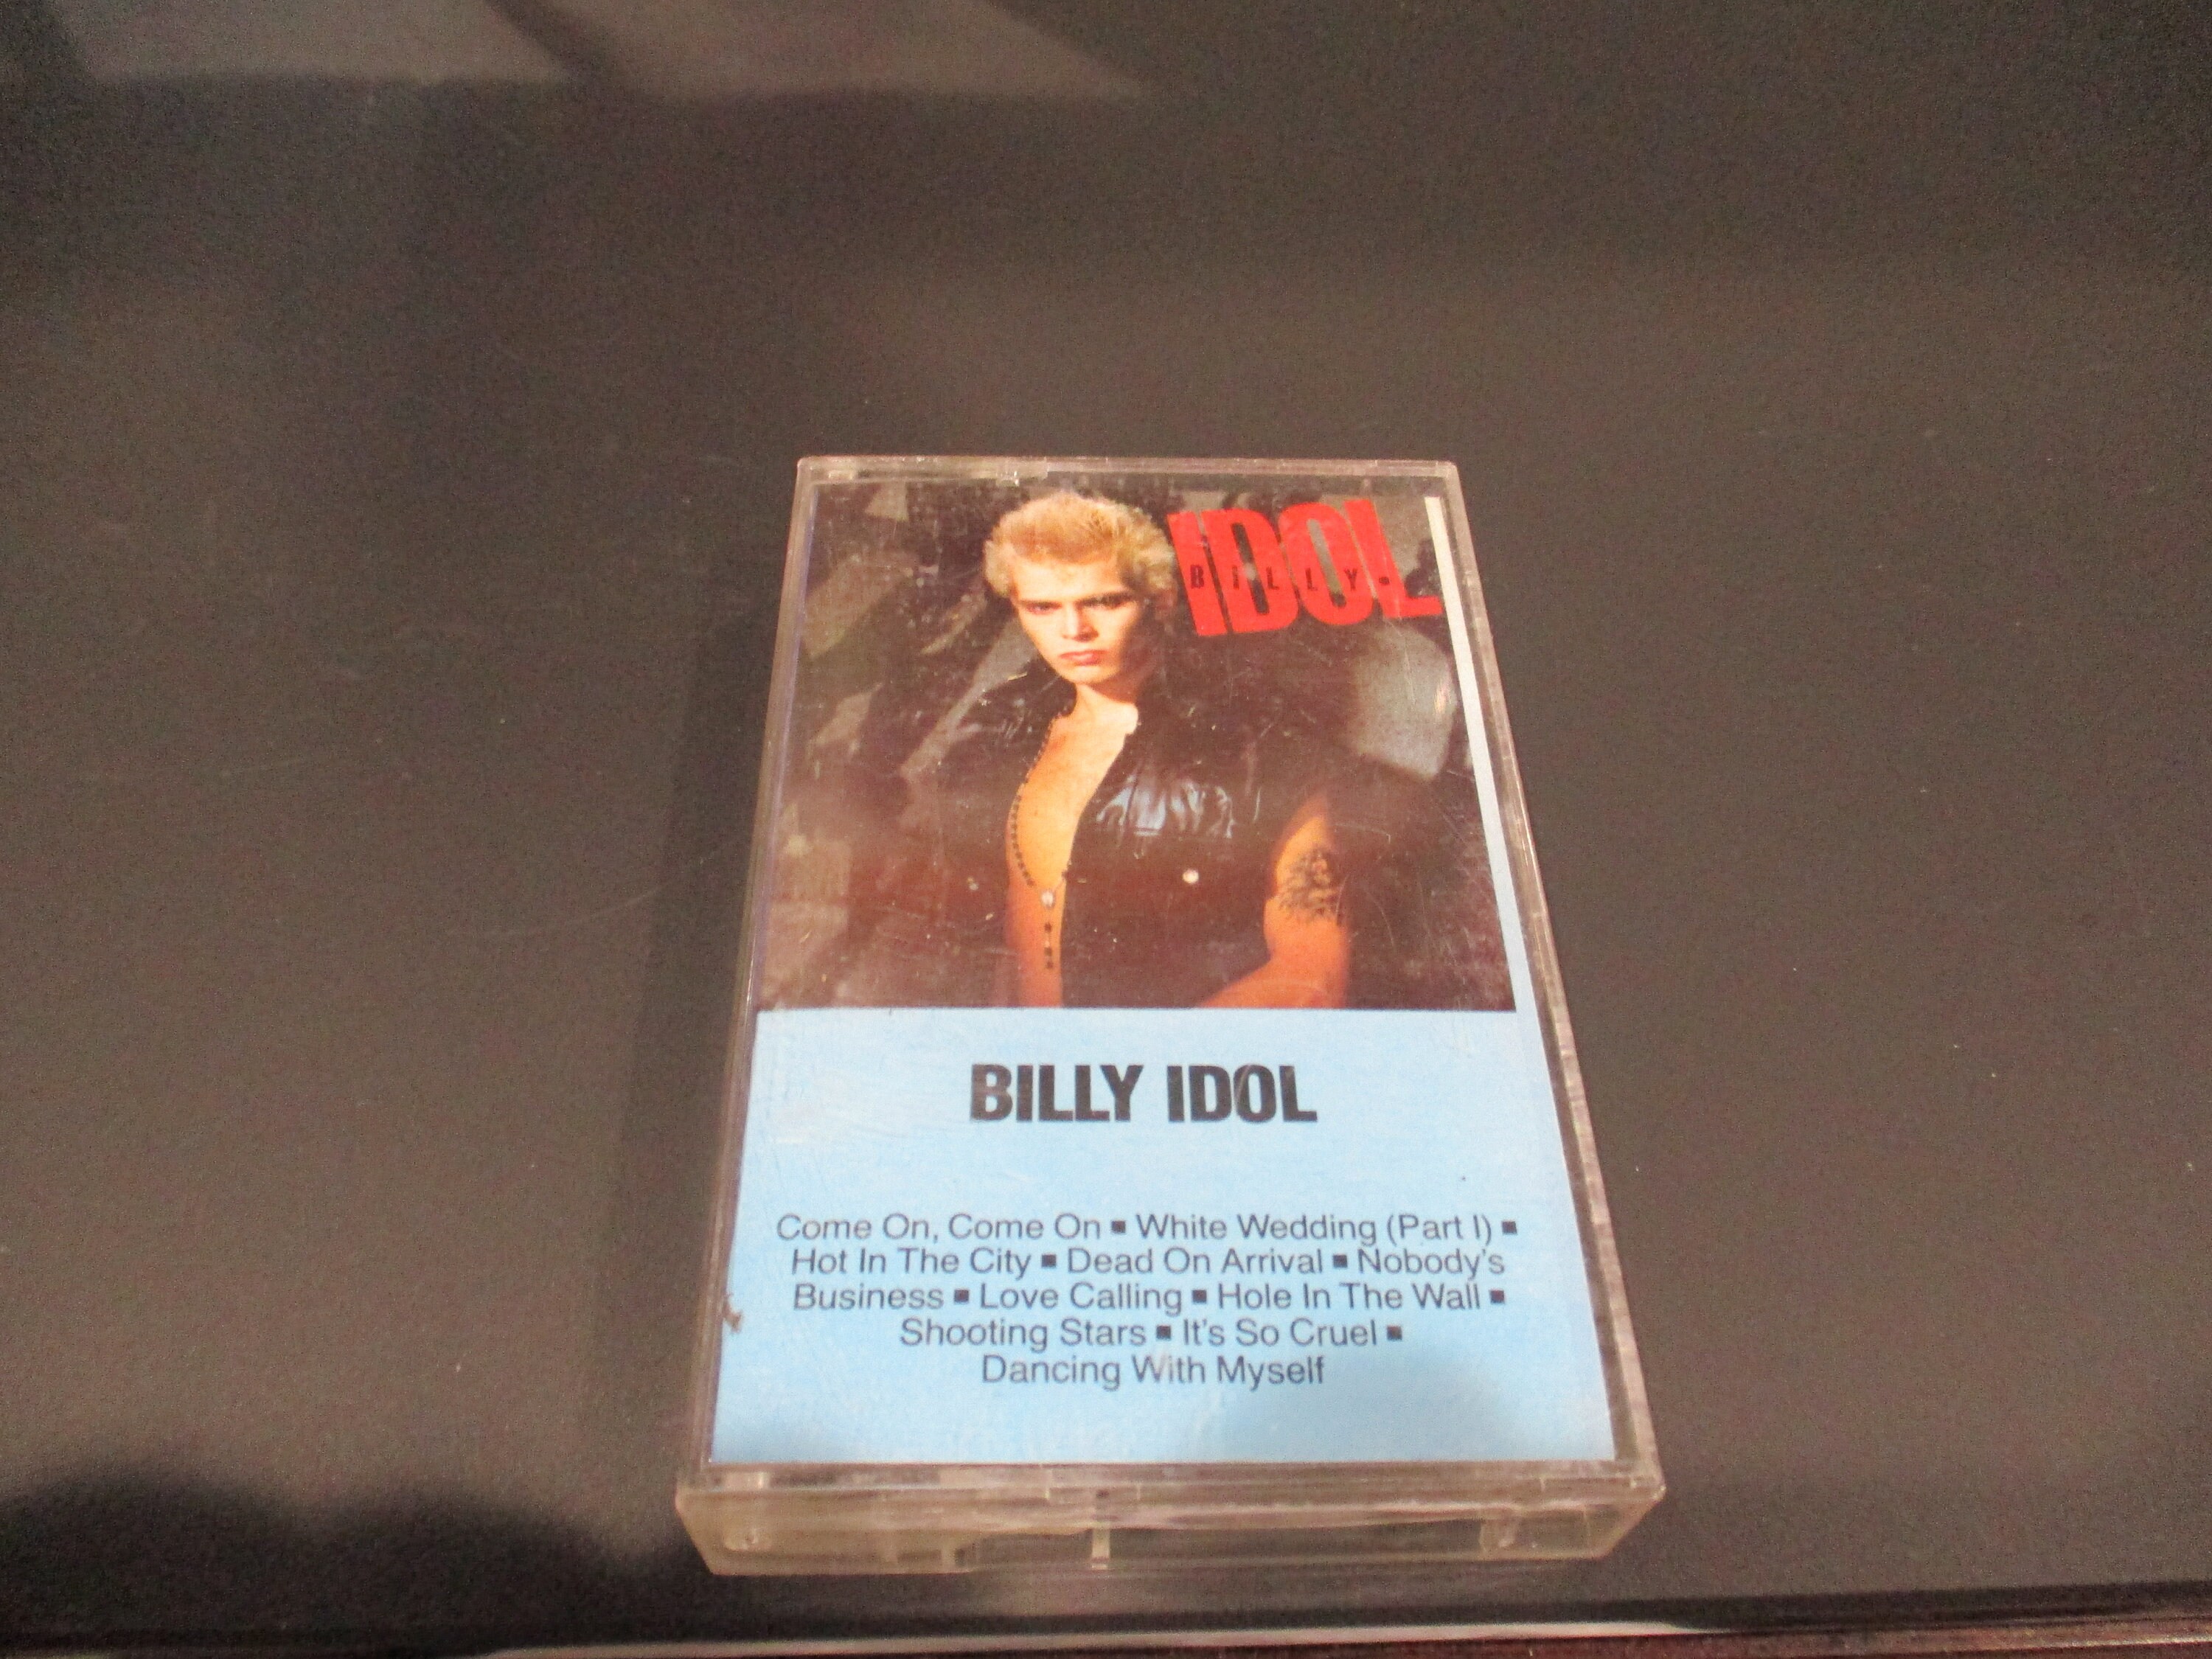 IDOL
BiLLY.
BILLY IDOL
Come On, Come On ■ White Wedding (Part I) ■
Hot In The City ■ Dead On Arrival ■ Nobody's
Business ■ Love Calling ■ Hole In The Wall ■
Shooting Stars ■ It's So Cruel ■
Dancing With Myself